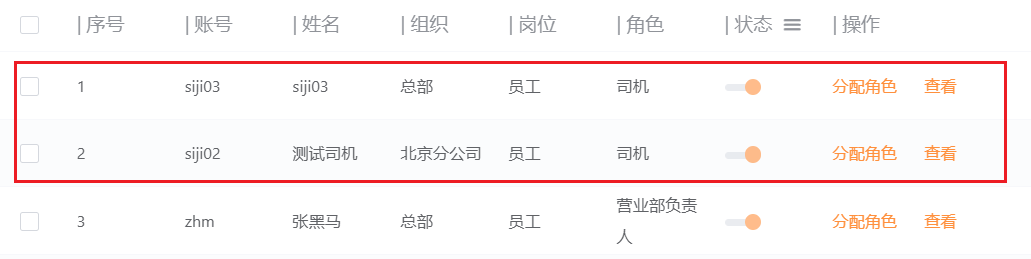 | 序号 | 账号 | 姓名 | 组织 | 岗位 | 角色 | 状态 | 操作
1 siji03 siji03 总部 员工 司机 分配角色 查看
2 siji02 测试司机 北京分公司 员工 司机 分配角色 查看
3 zhm 张黑马 总部 员工 营业部负责 分配角色 查看
人